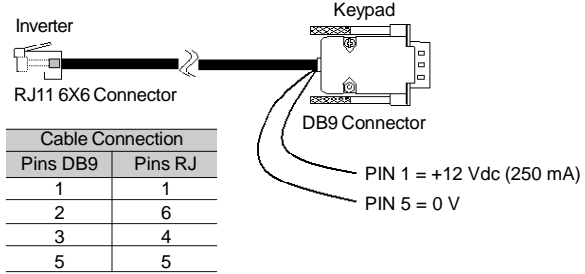 Keypad
Inverter
RJ11 6X6 Connector
DB9 Connector
Cable Connection
Pins DB9 Pins RJ
1 1
2 6
3 4
5 5
PIN 1 = +12 Vdc (250 mA)
PIN 5 = 0 V